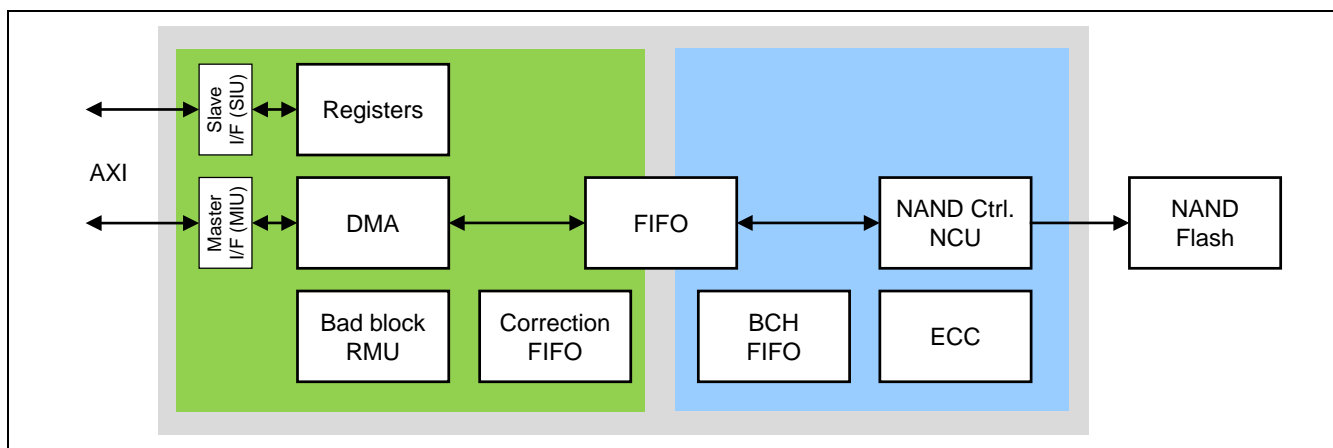 Slave
I/F (SIU)
Registers
AXI
Master
I/F (MIU)
DMA
FIFO
NAND Ctrl.
NCU
NAND
Flash
Bad block
RMU
Correction
FIFO
BCH
FIFO
ECC